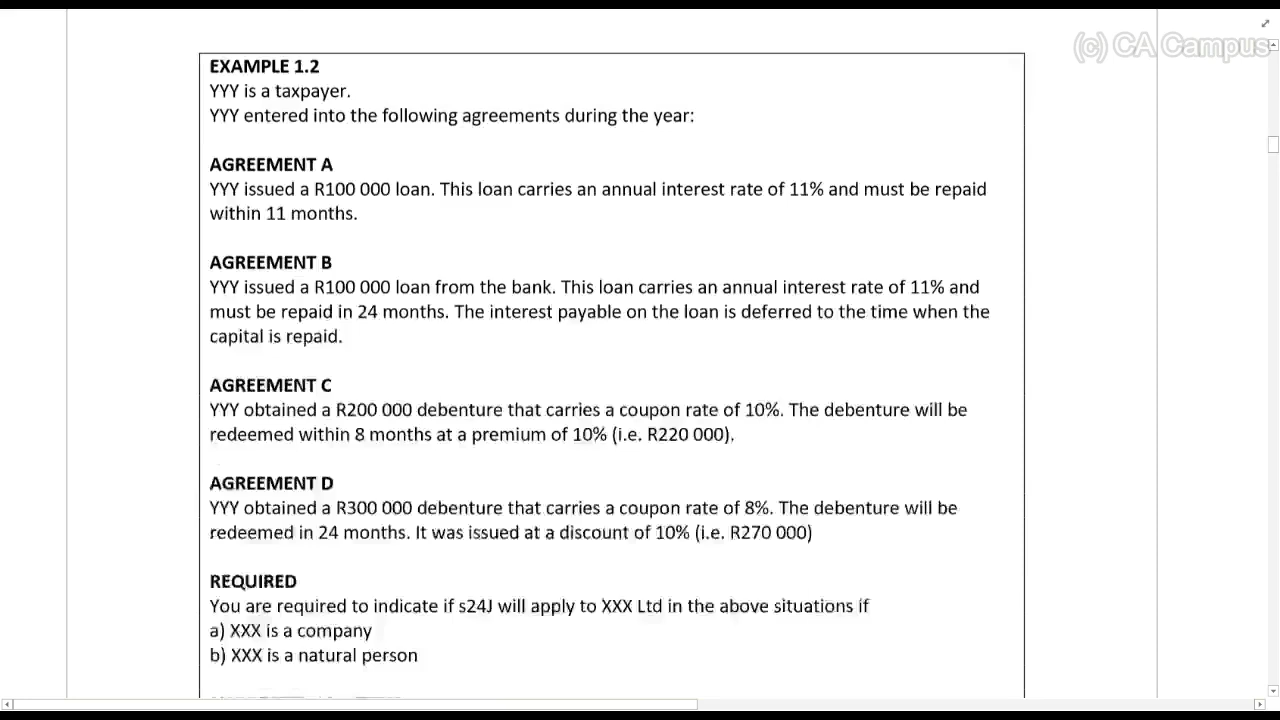 (c) CA Campus
EXAMPLE 1.2
YYY is a taxpayer.
YYY entered into the following agreements during the year:
AGREEMENT A
YYY issued a R100 000 loan. This loan carries an annual interest rate of 11% and must be repaid
within 11 months.
AGREEMENT B
YYY issued a R100 000 loan from the bank. This loan carries an annual interest rate of 11% and
must be repaid in 24 months. The interest payable on the loan is deferred to the time when the
capital is repaid.
AGREEMENT C
YYY obtained a R200 000 debenture that carries a coupon rate of 10%. The debenture will be
redeemed within 8 months at a premium of 10% (i.e. R220 000).
AGREEMENT D
YYY obtained a R300 000 debenture that carries a coupon rate of 8%. The debenture will be
redeemed in 24 months. It was issued at a discount of 10% (i.e. R270 000)
REQUIRED
You are required to indicate if s24J will apply to XXX Ltd in the above situations if
a) XXX is a company
b) XXX is a natural person